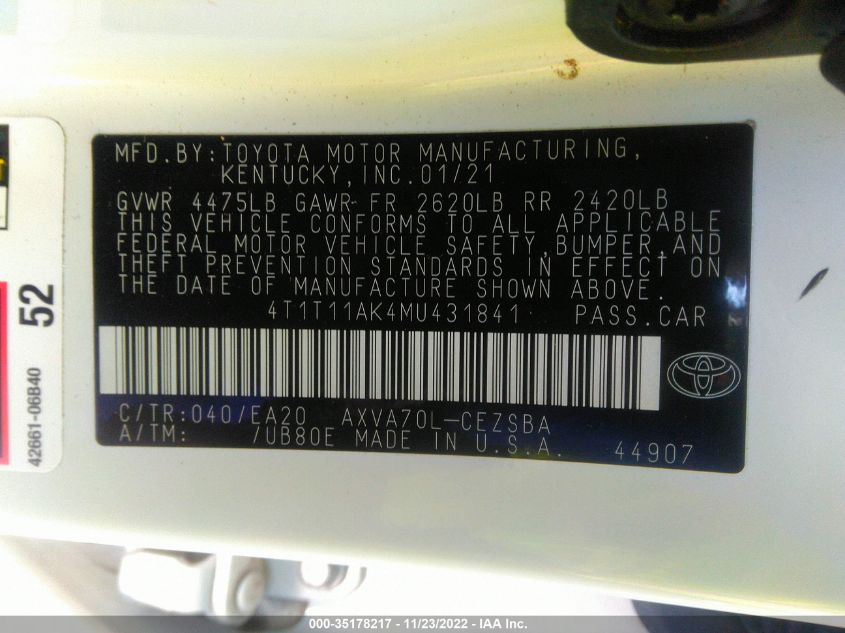 MFD.BY:TOYOTA MOTOR MANUFACTURING,
KENTUCKY,INC.01/21
GVWR 4475LB GAWR FR 2620LB RR 2420LB
THIS VEHICLE CONFORMS TO ALL APPLICABLE
FEDERAL MOTOR VEHICLE SAFETY,BUMPER,AND
THEFT PREVENTION STANDARDS IN EFFECT ON
THE DATE OF MANUFACTURE SHOWN ABOVE.
4T1T11AK4MU431841 PASS.CAR
C/TR:040/EA20 AXVA70L-CEZSBA
A/TM: /UB80E MADE IN U.S.A. 44907
52
42661-06B40
000-35178217 - 11/23/2022 - IAA Inc.